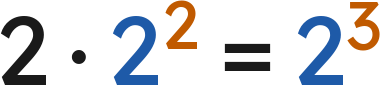 2 · 2² = 2³